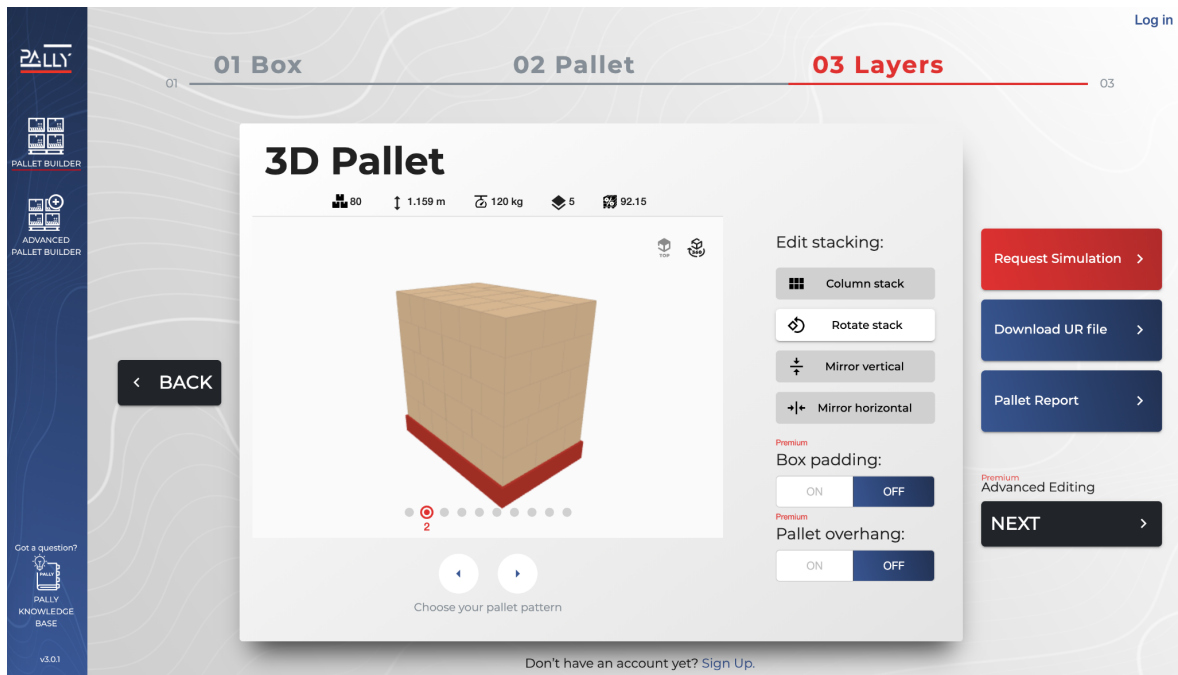 Log in
PALLY
01 Box
02 Pallet
03 Layers
01
03
PALLET BUILDER
ADVANCED
PALLET BUILDER
3D Pallet
80
1.159 m
120 kg
5
92.15
TOP
360
Edit stacking:
Column stack
Rotate stack
Mirror vertical
Mirror horizontal
Premium
Box padding:
ON
OFF
Premium
Pallet overhang:
ON
OFF
2
Choose your pallet pattern
BACK
Request Simulation
Download UR file
Pallet Report
Premium
Advanced Editing
NEXT
Got a question?
PALLY
PALLY
KNOWLEDGE
BASE
v3.0.1
Don't have an account yet? Sign Up.